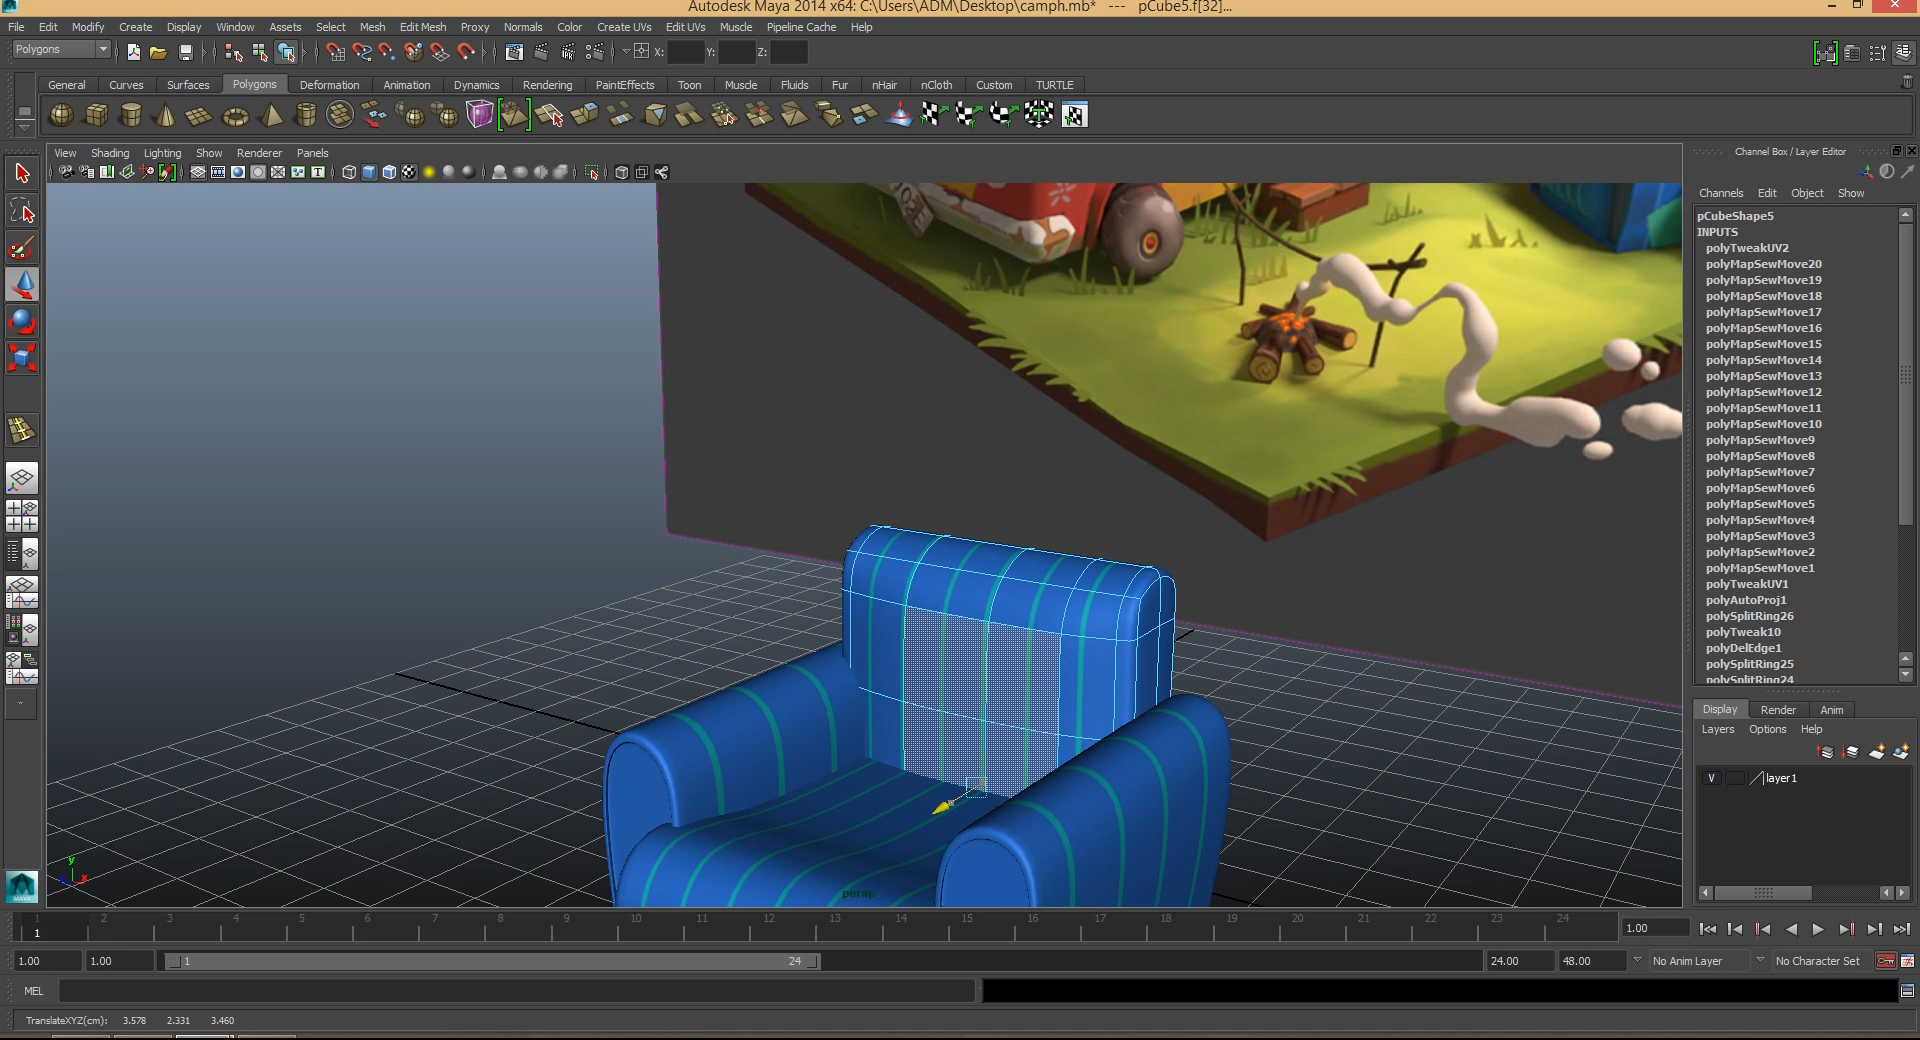 Autodesk Maya 2014 x64: C:\Users\ADM\Desktop\camph.mb* --- pCube5.f[32]...
File Edit Modify Create Display Window Assets Select Mesh Edit Mesh Proxy Normals Color Create UVs Edit UVs Muscle Pipeline Cache Help
Polygons X: Y: Z:
General Curves Surfaces Polygons Deformation Animation Dynamics Rendering PaintEffects Toon Muscle Fluids Fur nHair nCloth Custom TURTLE
View Shading Lighting Show Renderer Panels
Channel Box / Layer Editor
Channels Edit Object Show
pCubeShape5
INPUTS
polyTweakUV2
polyMapSewMove20
polyMapSewMove19
polyMapSewMove18
polyMapSewMove17
polyMapSewMove16
polyMapSewMove15
polyMapSewMove14
polyMapSewMove13
polyMapSewMove12
polyMapSewMove11
polyMapSewMove10
polyMapSewMove9
polyMapSewMove8
polyMapSewMove7
polyMapSewMove6
polyMapSewMove5
polyMapSewMove4
polyMapSewMove3
polyMapSewMove2
polyMapSewMove1
polyTweakUV1
polyAutoProj1
polySplitRing26
polyTweak10
polyDelEdge1
polySplitRing25
polySplitRing24
Display Render Anim
Layers Options Help
V layer1
y
x
persp
1 2 3 4 5 6 7 8 9 10 11 12 13 14 15 16 17 18 19 20 21 22 23 24
1
1.00
1.00 1.00 1 24 24.00 48.00 No Anim Layer No Character Set
MEL
TranslateXYZ(cm): 3.578 2.331 3.460